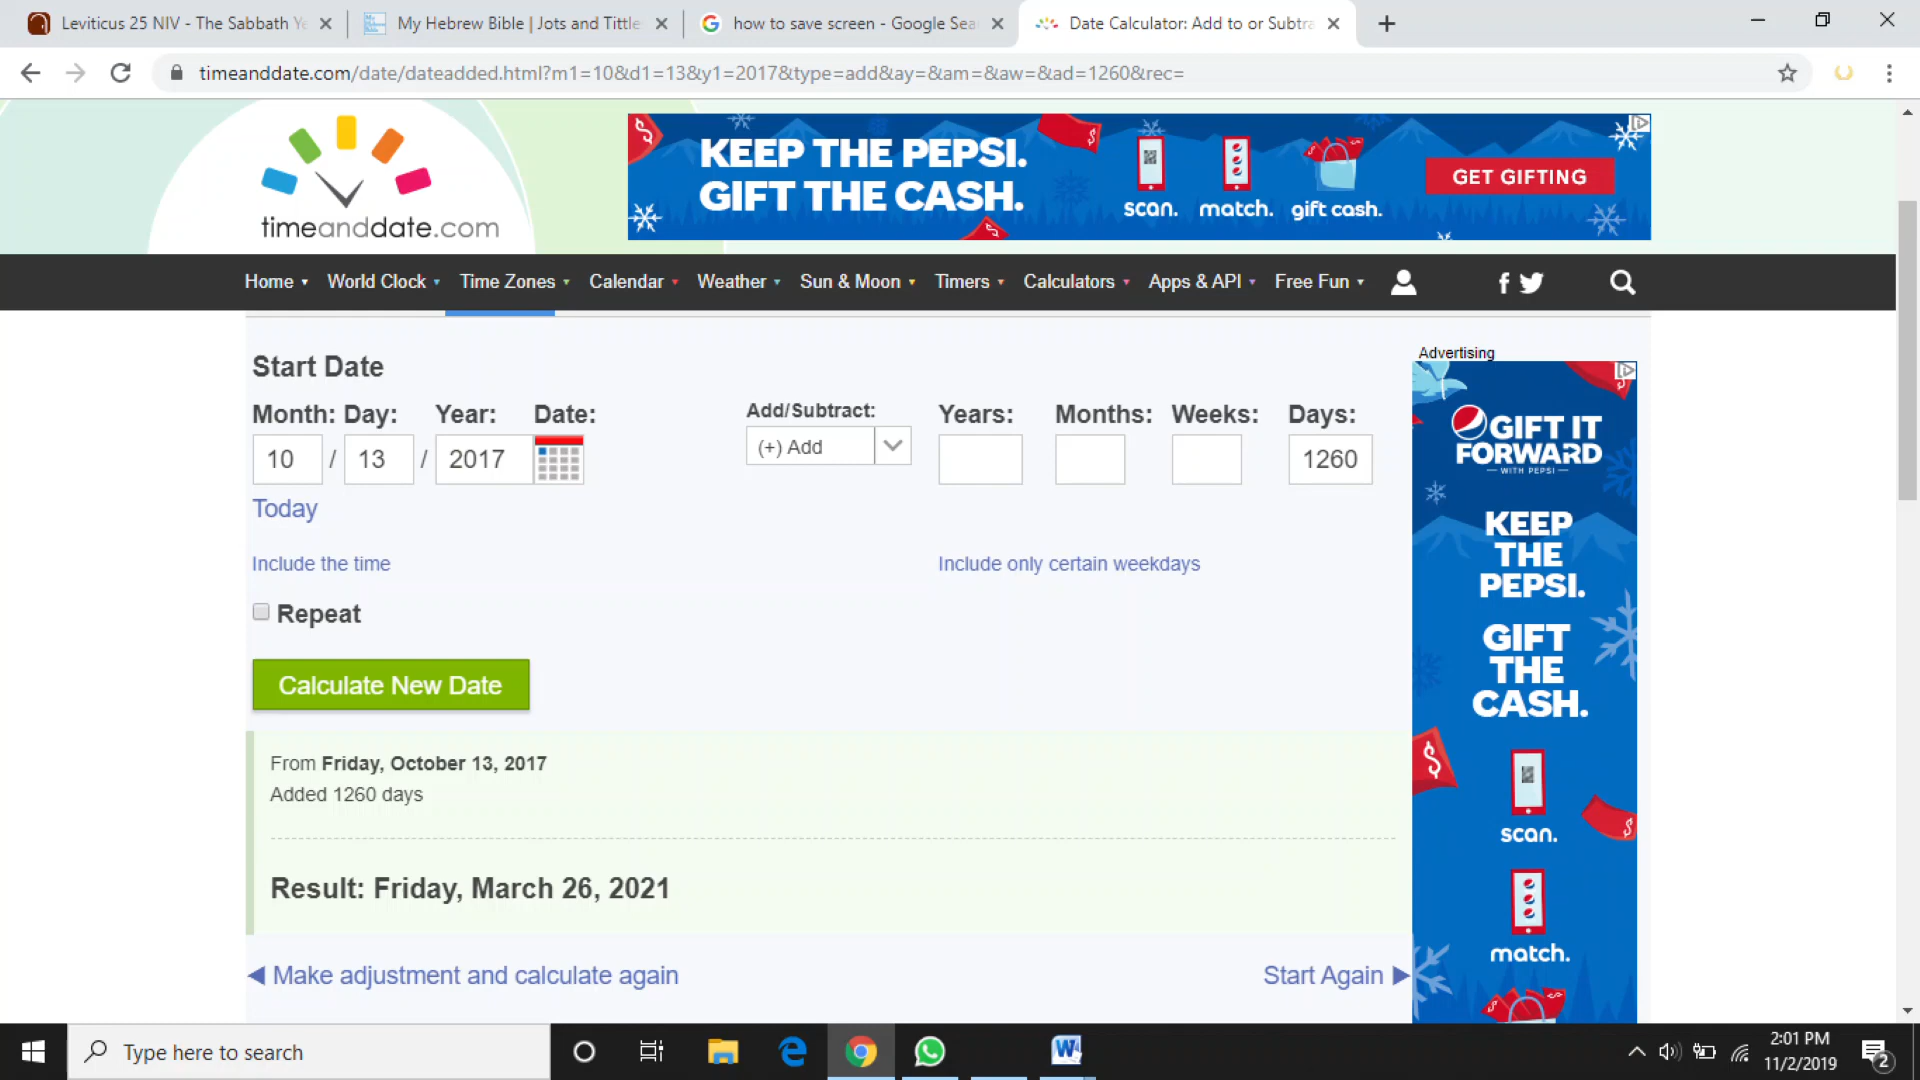 Leviticus 25 NIV - The Sabbath Ye
My Hebrew Bible | Jots and Tittle
how to save screen - Google Sea
Date Calculator: Add to or Subtra
timeanddate.com/date/dateadded.html?m1=10&d1=13&y1=2017&type=add&ay=&am=&aw=&ad=1260&rec=
timeanddate.com
KEEP THE PEPSI.
GIFT THE CASH.
scan. match. gift cash.
GET GIFTING
Home World Clock Time Zones Calendar Weather Sun & Moon Timers Calculators Apps & API Free Fun
Start Date
Month: Day: Year: Date:
10 / 13 / 2017
Today
Add/Subtract:
(+) Add
Years: Months: Weeks: Days:
1260
Include the time
Include only certain weekdays
Repeat
Calculate New Date
From Friday, October 13, 2017
Added 1260 days
Result: Friday, March 26, 2021
Make adjustment and calculate again
Start Again
Advertising
GIFT IT
FORWARD
WITH PEPSI
KEEP
THE
PEPSI.
GIFT
THE
CASH.
scan.
match.
Type here to search
2:01 PM
11/2/2019
2